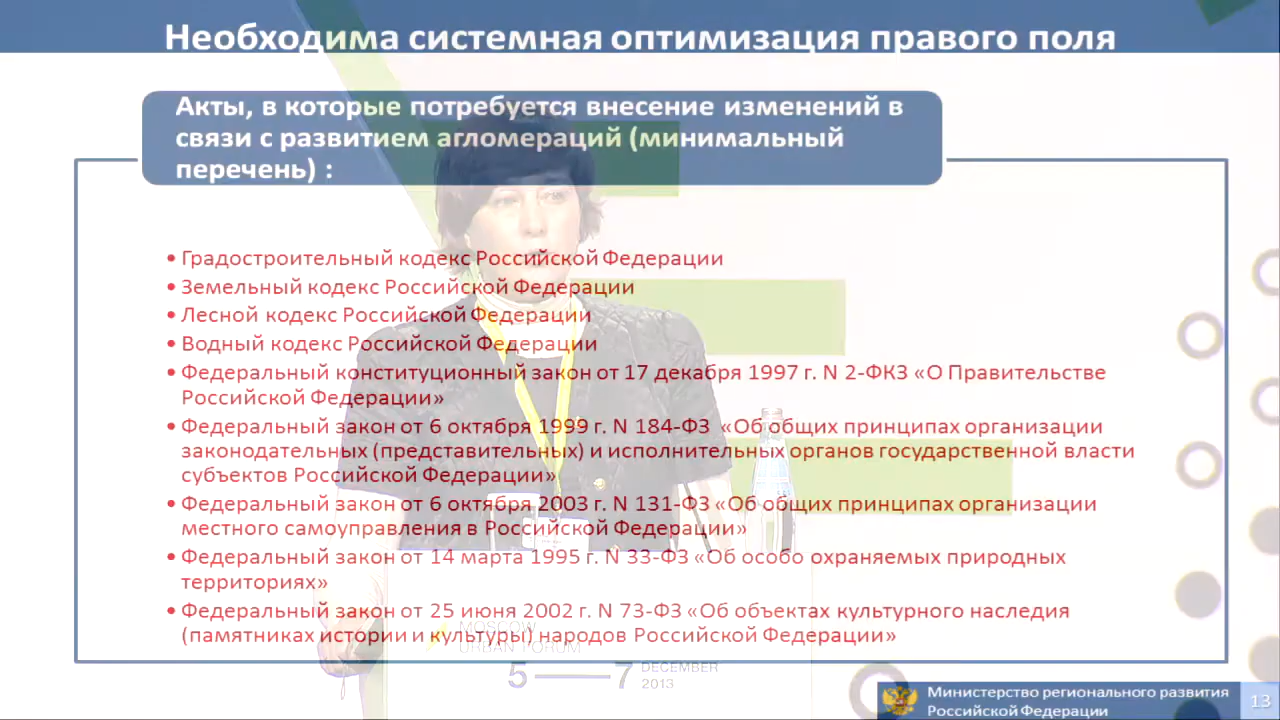 Необходима системная оптимизация правого поля
Акты, в которые потребуется внесение изменений в
связи с развитием агломераций (минимальный
перечень) :
• Градостроительный кодекс Российской Федерации
• Земельный кодекс Российской Федерации
• Лесной кодекс Российской Федерации
• Водный кодекс Российской Федерации
• Федеральный конституционный закон от 17 декабря 1997 г. N 2-ФКЗ «О Правительстве
Российской Федерации»
• Федеральный закон от 6 октября 1999 г. N 184-ФЗ «Об общих принципах организации
законодательных (представительных) и исполнительных органов государственной власти
субъектов Российской Федерации»
• Федеральный закон от 6 октября 2003 г. N 131-ФЗ «Об общих принципах организации
местного самоуправления в Российской Федерации»
• Федеральный закон от 14 марта 1995 г. N 33-ФЗ «Об особо охраняемых природных
территориях»
• Федеральный закон от 25 июня 2002 г. N 73-ФЗ «Об объектах культурного наследия
(памятниках истории и культуры) народов Российской Федерации»
MOSCOW
URBAN FORUM
5 — 7 DECEMBER
2013
Министерство регионального развития
Российской Федерации
13